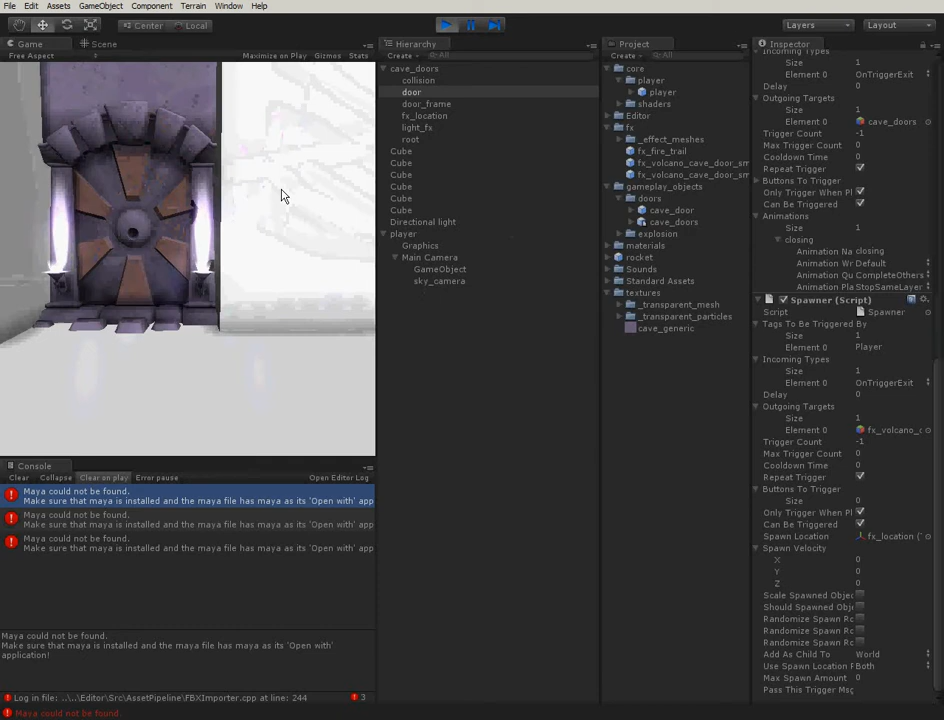 File Edit Assets GameObject Component Terrain Window Help
Center Local Layers Layout
Game Scene
Free Aspect Maximize on Play Gizmos Stats
Hierarchy
Create All
cave_doors
collision
door
door_frame
fx_location
light_fx
root
Cube
Cube
Cube
Cube
Cube
Cube
Directional light
player
Graphics
Main Camera
GameObject
sky_camera
Project
Create All
core
player
player
shaders
Editor
fx
_effect_meshes
fx_fire_trail
fx_volcano_cave_door_sm
fx_volcano_cave_door_sm
gameplay_objects
doors
cave_door
cave_doors
explosion
materials
rocket
Sounds
Standard Assets
textures
_transparent_mesh
_transparent_particles
cave_generic
Inspector
Incoming Types
Size 1
Element 0 OnTriggerExit
Delay 0
Outgoing Targets
Size 1
Element 0 cave_doors
Trigger Count -1
Max Trigger Count 0
Cooldown Time 0
Repeat Trigger
Buttons To Trigger
Only Trigger When Pl
Can Be Triggered
Animations
Size 1
closing
Animation Na closing
Animation Wr Default
Animation Qu CompleteOthers
Animation Pla StopSameLayer
Spawner (Script)
Script Spawner
Tags To Be Triggered By
Size 1
Element 0 Player
Incoming Types
Size 1
Element 0 OnTriggerExit
Delay 0
Outgoing Targets
Size 1
Element 0 fx_volcano_c
Trigger Count -1
Max Trigger Count 0
Cooldown Time 0
Repeat Trigger
Buttons To Trigger
Size 0
Only Trigger When Pl
Can Be Triggered
Spawn Location fx_location (
Spawn Velocity
X 0
Y 0
Z 0
Scale Spawned Objec
Should Spawned Obj
Randomize Spawn Ro
Randomize Spawn Ro
Randomize Spawn Ro
Add As Child To World
Use Spawn Location F Both
Max Spawn Amount 0
Pass This Trigger Msg
Console
Clear Collapse Clear on play Error pause Open Editor Log
Maya could not be found.
Make sure that maya is installed and the maya file has maya as its 'Open with' app
Maya could not be found.
Make sure that maya is installed and the maya file has maya as its 'Open with' app
Maya could not be found.
Make sure that maya is installed and the maya file has maya as its 'Open with' app
Maya could not be found.
Make sure that maya is installed and the maya file has maya as its 'Open with'
application!
Log in file: ..\..\Editor/Src/AssetPipeline/FBXImporter.cpp at line: 244 3
Maya could not be found.